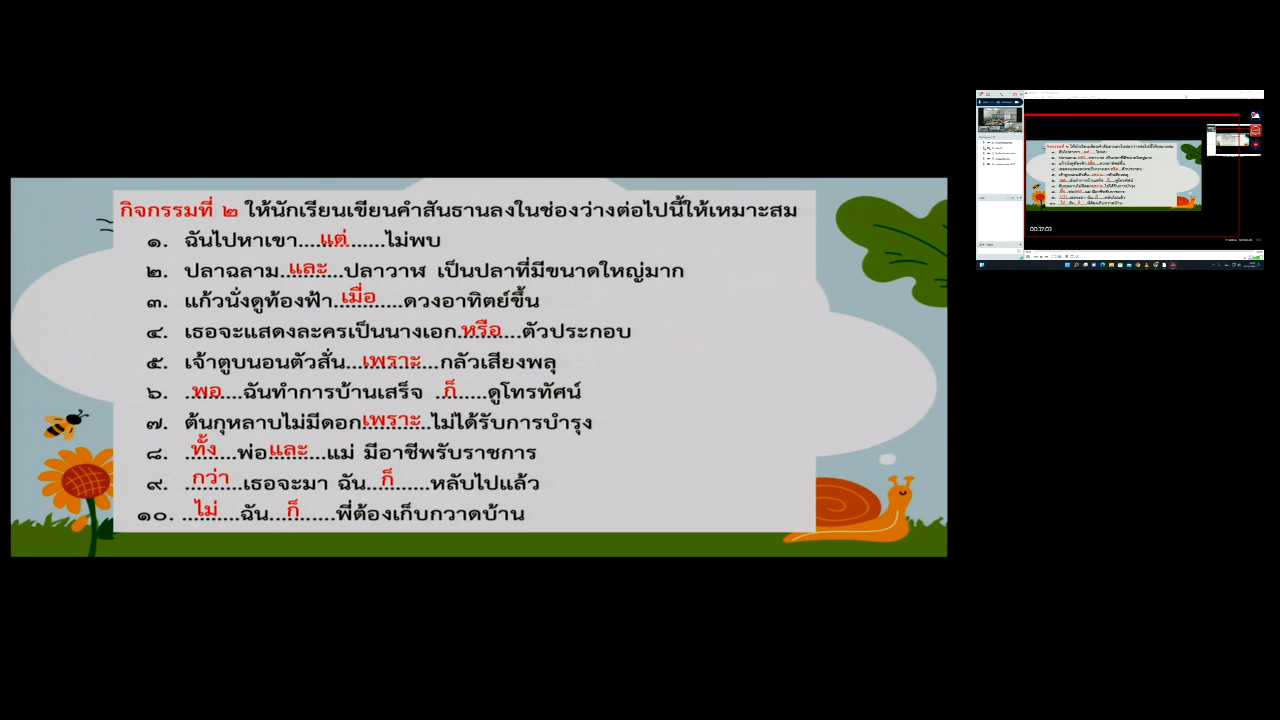 กิจกรรมที่ ๒ ให้นักเรียนเขียนคำสันธานลงในช่องว่างต่อไปนี้ให้เหมาะสม
๑. ฉันไปหาเขา....แต่.......ไม่พบ
๒. ปลาฉลาม..และ...ปลาวาฬ เป็นปลาที่มีขนาดใหญ่มาก
๓. แก้วนั่งดูท้องฟ้า.เมื่อ.....ดวงอาทิตย์ขึ้น
๔. เธอจะแสดงละครเป็นนางเอก.หรือ...ตัวประกอบ
๕. เจ้าตูบนอนตัวสั่น...เพราะ...กลัวเสียงพลุ
๖. ..พอ....ฉันทำการบ้านเสร็จ ..ก็.....ดูโทรทัศน์
๗. ต้นกุหลาบไม่มีดอกเพราะ..ไม่ได้รับการบำรุง
๘. .ทั้ง....พ่อและ...แม่ มีอาชีพรับราชการ
๙. .กว่า...เธอจะมา ฉัน..ก็......หลับไปแล้ว
๑๐. ..ไม่....ฉัน..ก็......พี่ต้องเก็บกวาดบ้าน